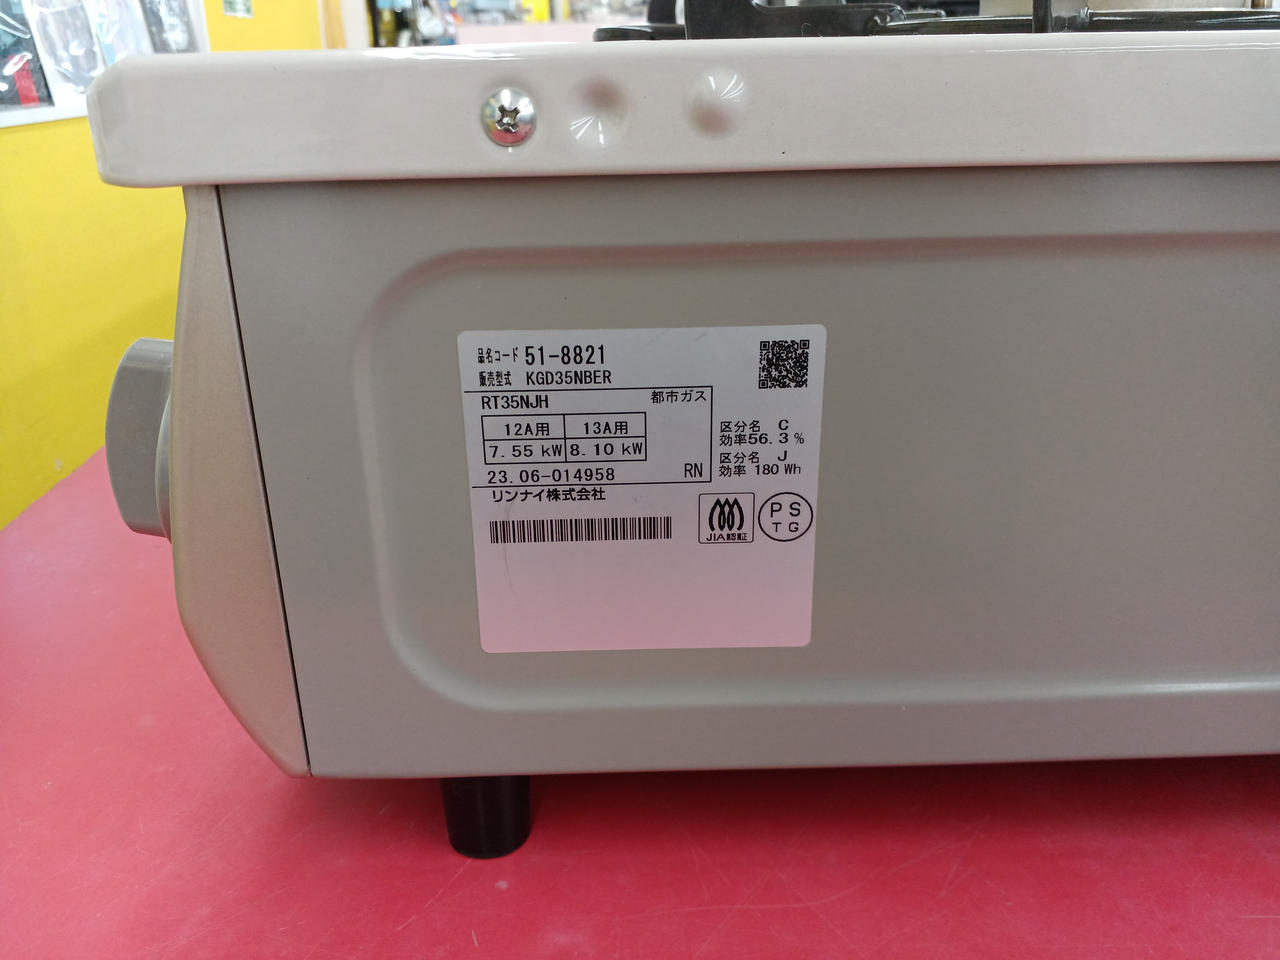 品名コード 51-8821
販売型式 KGD35NBER
RT35NJH 都市ガス
12A用 13A用
7.55 kW 8.10 kW
23.06-014958 RN
リンナイ株式会社
区分名 C
効率56.3 %
区分名 J
効率 180 Wh
JIA認証
PS
TG